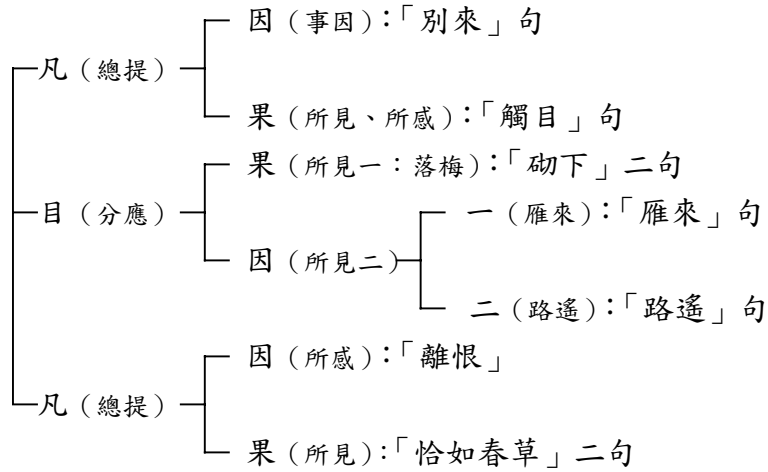 因（事因）：「別來」句
凡（總提）
果（所見、所感）：「觸目」句
果（所見一：落梅）：「砌下」二句
目（分應）
一（雁來）：「雁來」句
因（所見二）
二（路遙）：「路遙」句
因（所感）：「離恨」
凡（總提）
果（所見）：「恰如春草」二句